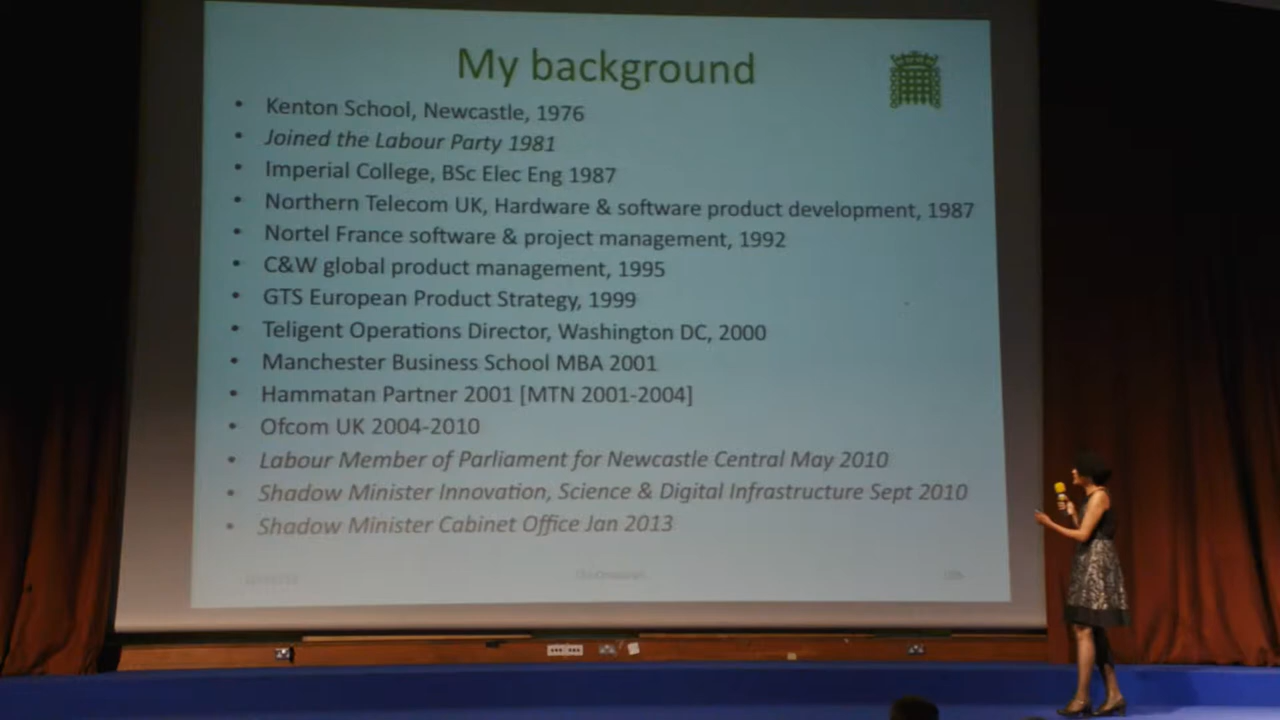 My background
• Kenton School, Newcastle, 1976
• Joined the Labour Party 1981
• Imperial College, BSc Elec Eng 1987
• Northern Telecom UK, Hardware & software product development, 1987
• Nortel France software & project management, 1992
• C&W global product management, 1995
• GTS European Product Strategy, 1999
• Teligent Operations Director, Washington DC, 2000
• Manchester Business School MBA 2001
• Hammatan Partner 2001 [MTN 2001-2004]
• Ofcom UK 2004-2010
• Labour Member of Parliament for Newcastle Central May 2010
• Shadow Minister Innovation, Science & Digital Infrastructure Sept 2010
• Shadow Minister Cabinet Office Jan 2013